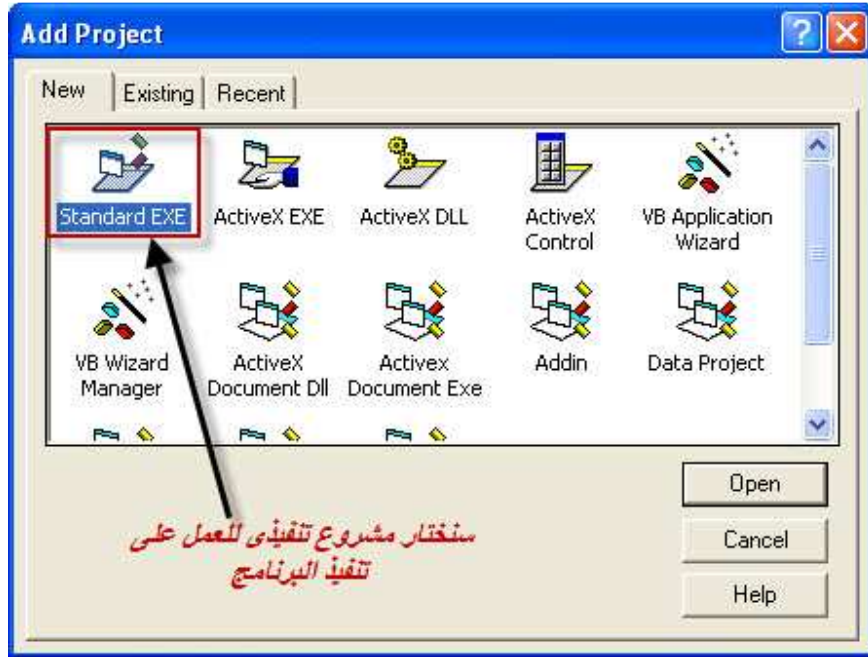 Add Project
New Existing Recent
Standard EXE ActiveX EXE ActiveX DLL ActiveX Control VB Application Wizard
VB Wizard Manager ActiveX Document Dll Activex Document Exe Addin Data Project
Open
سنختار مشروع تنفيذى للعمل على
تنفيذ البرنامج
Cancel
Help